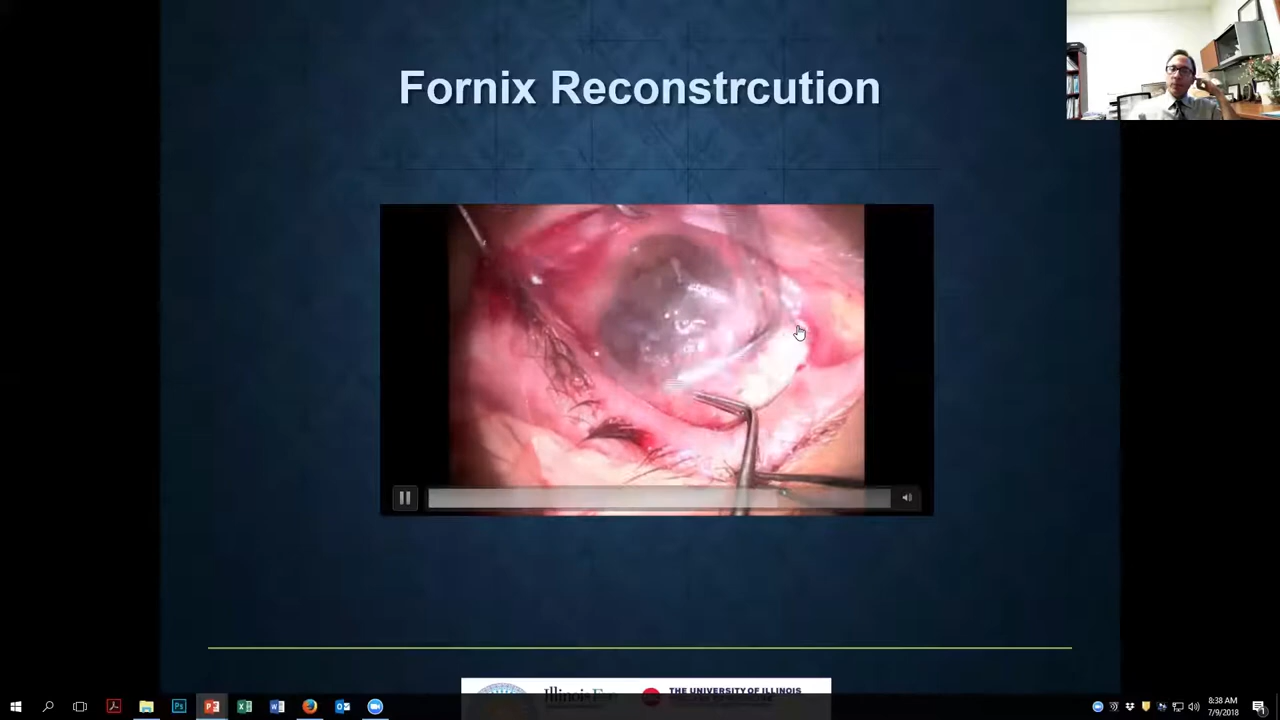 Fornix Reconstrcution
THE UNIVERSITY OF ILLINOIS
8:38 AM
7/9/2018